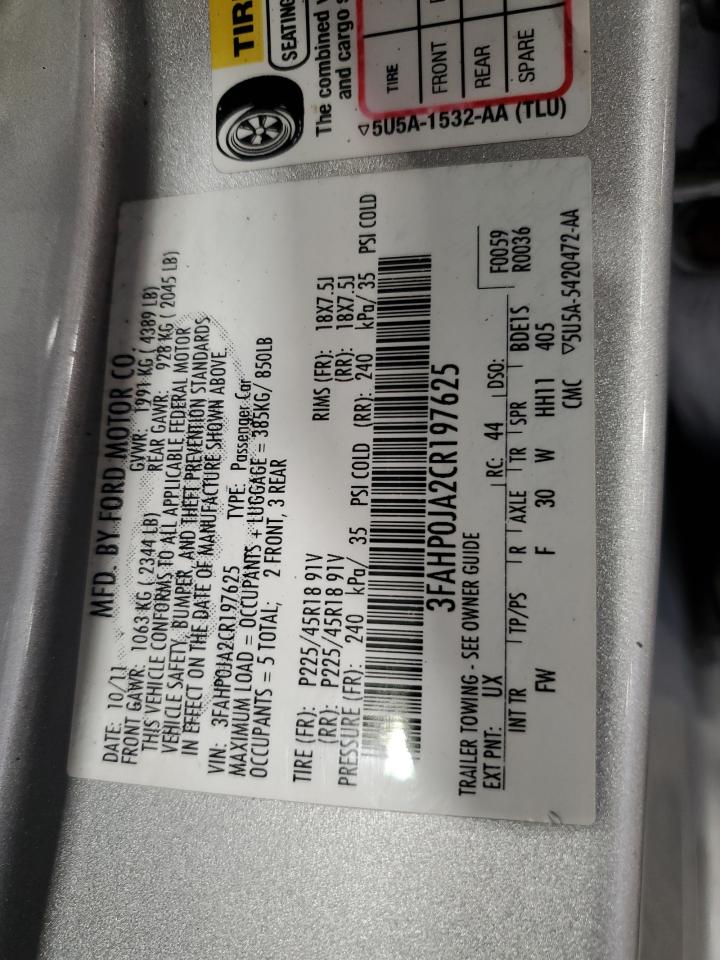 TIR
SEATING
The combined
and cargo
TIRE
FRONT
REAR
SPARE
▽5U5A-1532-AA (TLU)
MFD. BY FORD MOTOR CO.
DATE: 10/11 GVWR: 1991 KG ( 4389 LB)
FRONT GAWR: 1063 KG ( 2344 LB) REAR GAWR: 928 KG ( 2045 LB)
THIS VEHICLE CONFORMS TO ALL APPLICABLE FEDERAL MOTOR
VEHICLE SAFETY, BUMPER, AND THEFT PREVENTION STANDARDS
IN EFFECT ON THE DATE OF MANUFACTURE SHOWN ABOVE.
VIN: 3FAHP0JA2CR197625 TYPE: Passenger Car
MAXIMUM LOAD = OCCUPANTS + LUGGAGE = 385KG/ 850LB
OCCUPANTS = 5 TOTAL; 2 FRONT, 3 REAR
TIRE (FR): P225/45R18 91V RIMS (FR): 18X7.5J
(RR): P225/45R18 91V (RR): 18X7.5J
PRESSURE (FR): 240 kPa/ 35 PSI COLD (RR): 240 kPa/ 35 PSI COLD
3FAHP0JA2CR197625
TRAILER TOWING - SEE OWNER GUIDE F0059
EXT PNT: UX RC: 44 DSO: R0036
INT TR TP/PS R AXLE TR SPR BDETS
FW F 30 W HH11 405
CMC ▽5U5A-5420472-AA